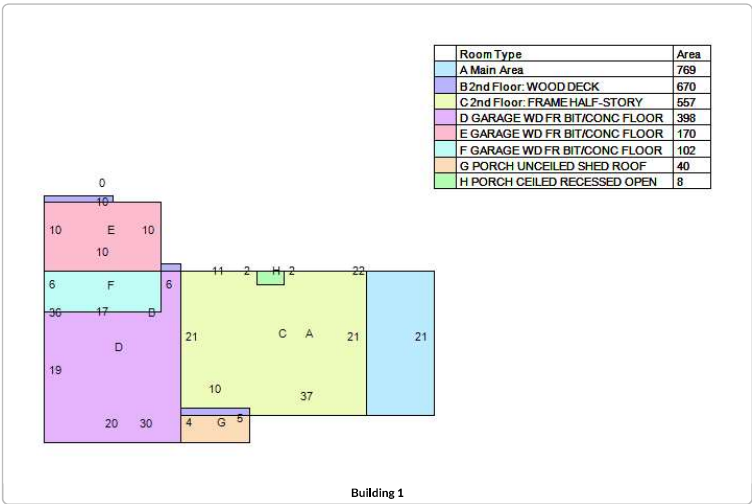 Room Type Area
A Main Area 769
B 2nd Floor: WOOD DECK 670
C 2nd Floor: FRAME HALF-STORY 557
D GARAGE WD FR BIT/CONC FLOOR 398
E GARAGE WD FR BIT/CONC FLOOR 170
F GARAGE WD FR BIT/CONC FLOOR 102
G PORCH UNCEILED SHED ROOF 40
H PORCH CEILED RECESSED OPEN 8
0
10
10 E 10
10
11 2 H 2 22
6 F 6
36 17 B
21 C A 21 21
D
19
10
37
20 30 4 G 5
Building 1